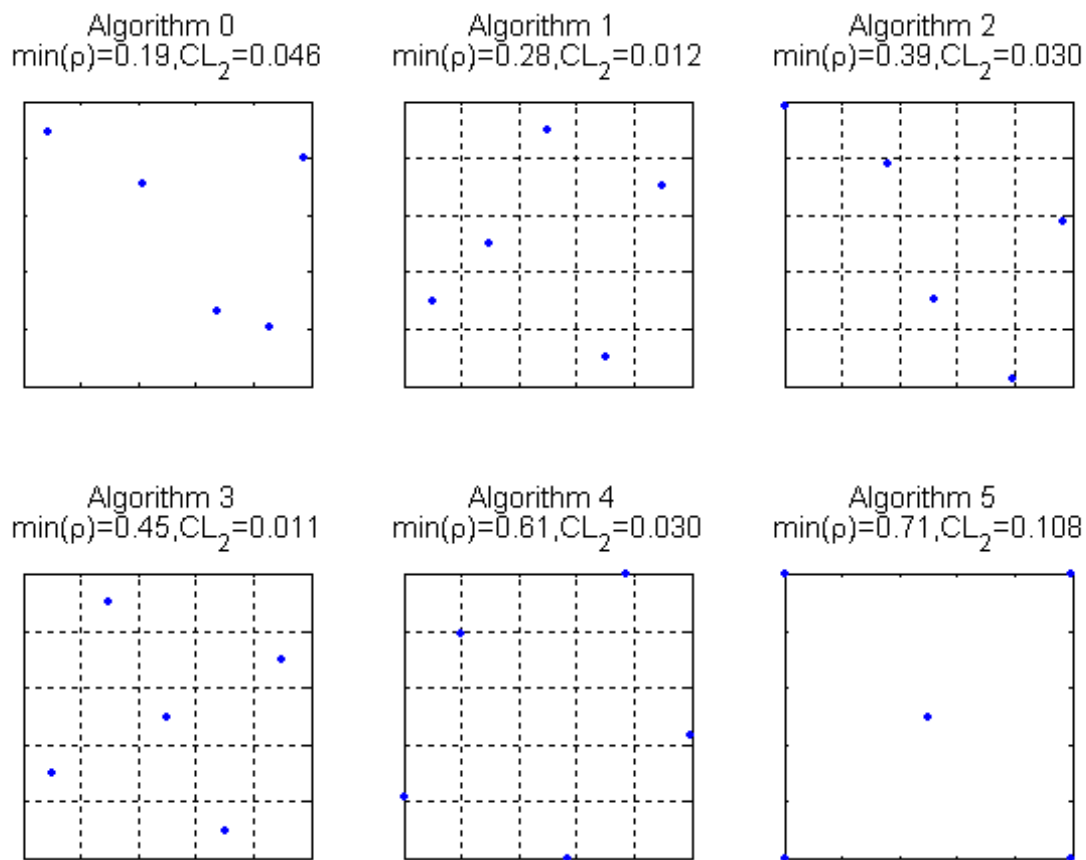 Algorithm 0
min(ρ)=0.19,CL₂=0.046
Algorithm 1
min(ρ)=0.28,CL₂=0.012
Algorithm 2
min(ρ)=0.39,CL₂=0.030
Algorithm 3
min(ρ)=0.45,CL₂=0.011
Algorithm 4
min(ρ)=0.61,CL₂=0.030
Algorithm 5
min(ρ)=0.71,CL₂=0.108